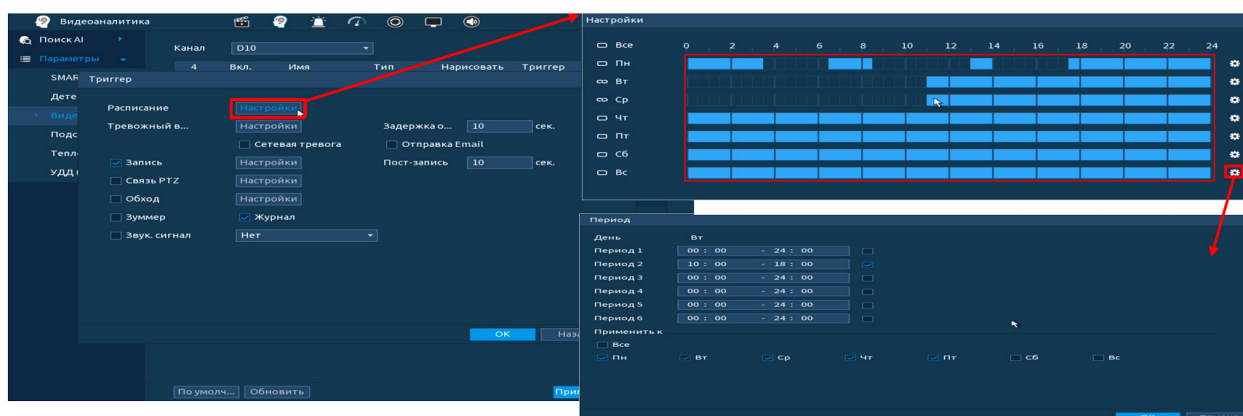 Видеоаналитика
Поиск AI
Параметры
SMAR
Дете
Виде
Подс
Тепл
УДД
Канал D10
4 Вкл. Имя Тип Нарисовать Триггер
Триггер
Расписание Настройки
Тревожный в... Настройки Задержка о... 10 сек.
Сетевая тревога Отправка Email
Запись Настройки Пост-запись 10 сек.
Связь PTZ Настройки
Обход Настройки
Зуммер Журнал
Звук. сигнал Нет
OK Наза
По умолч... Обновить При
Настройки
Все 0 2 4 6 8 10 12 14 16 18 20 22 24
Пн
Вт
Ср
Чт
Пт
Сб
Вс
Период
День Вт
Период 1 00 : 00 - 24 : 00
Период 2 10 : 00 - 18 : 00
Период 3 00 : 00 - 24 : 00
Период 4 00 : 00 - 24 : 00
Период 5 00 : 00 - 24 : 00
Период 6 00 : 00 - 24 : 00
Применить к
Все
Пн Вт Ср Чт Пт Сб Вс